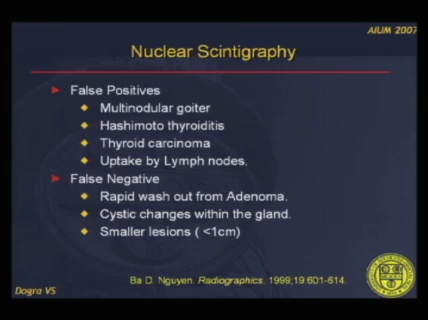 AIUM 2007
Nuclear Scintigraphy
False Positives
Multinodular goiter
Hashimoto thyroiditis
Thyroid carcinoma
Uptake by Lymph nodes.
False Negative
Rapid wash out from Adenoma.
Cystic changes within the gland.
Smaller lesions ( <1cm)
Ba D. Nguyen. Radiographics. 1999;19:601-614.
Dogra VS